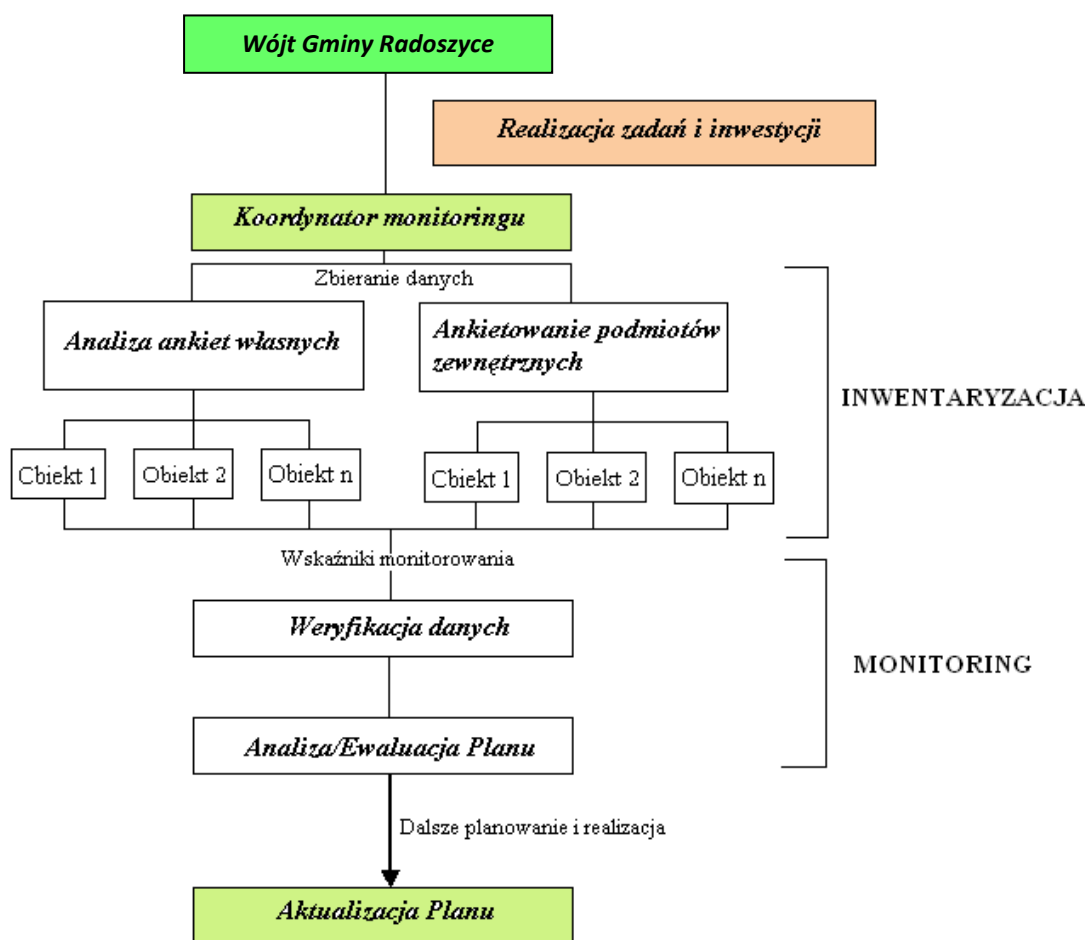 Wójt Gminy Radoszyce
Realizacja zadań i inwestycji
Koordynator monitoringu
Zbieranie danych
Analiza ankiet własnych
Ankietowanie podmiotów
zewnętrznych
INWENTARYZACJA
Cbiekt 1
Obiekt 2
Obiekt n
Cbiekt 1
Obiekt 2
Obiekt n
Wskaźniki monitorowania
Weryfikacja danych
MONITORING
Analiza/Ewaluacja Planu
Dalsze planowanie i realizacja
Aktualizacja Planu